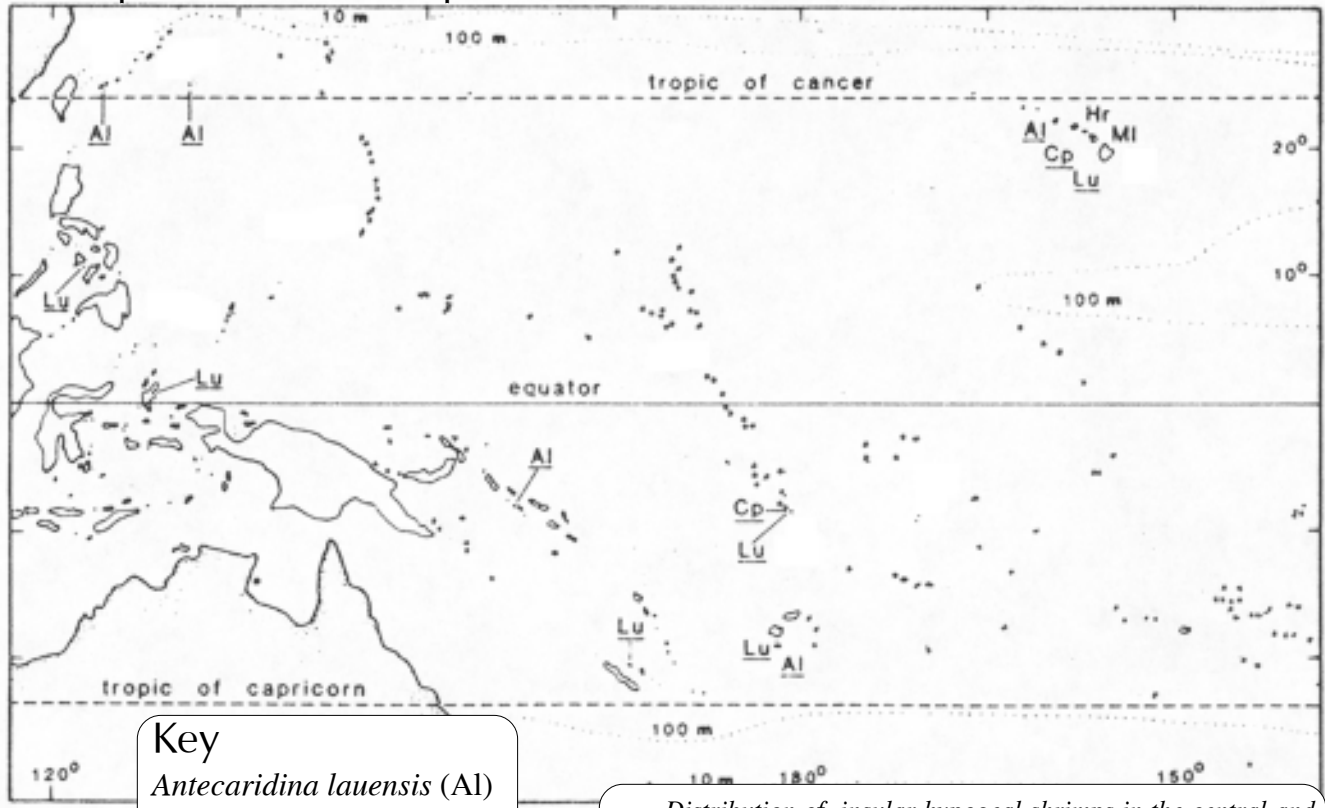 10 m
100 m
tropic of cancer
Al
Al
Hr
Al
Ml
Cp
Lu
20°
Lu
10°
100 m
Lu
equator
Al
Cp
Lu
Lu
Lu
Al
tropic of capricorn
100 m
120°
10 m
180°
150°
Key
Antecaridina lauensis (Al)